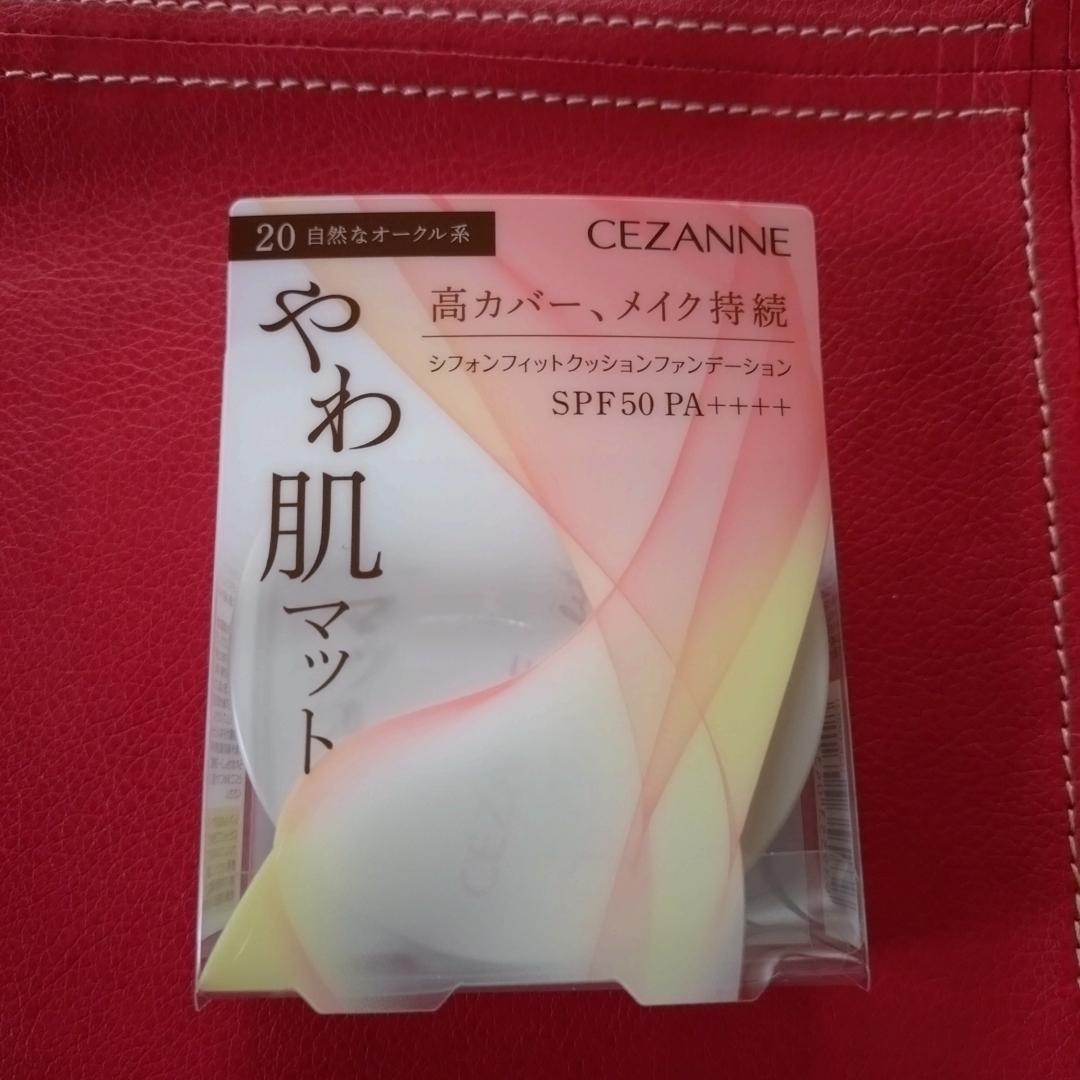 20 自然なオークル系
CEZANNE
高カバー、メイク持続
シフォンフィットクッションファンデーション
SPF50 PA++++
やわ肌マット
CEZ